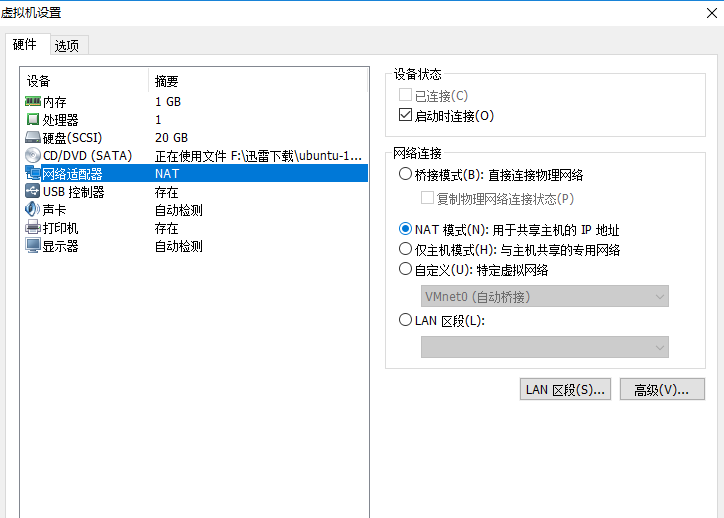 虚拟机设置
硬件 选项
设备 摘要
内存 1 GB
处理器 1
硬盘(SCSI) 20 GB
CD/DVD (SATA) 正在使用文件 F:\迅雷下载\ubuntu-1...
网络适配器 NAT
USB 控制器 存在
声卡 自动检测
打印机 存在
显示器 自动检测
设备状态
已连接(C)
启动时连接(O)
网络连接
桥接模式(B): 直接连接物理网络
复制物理网络连接状态(P)
NAT 模式(N): 用于共享主机的 IP 地址
仅主机模式(H): 与主机共享的专用网络
自定义(U): 特定虚拟网络
VMnet0 (自动桥接)
LAN 区段(L):
LAN 区段(S)... 高级(V)...